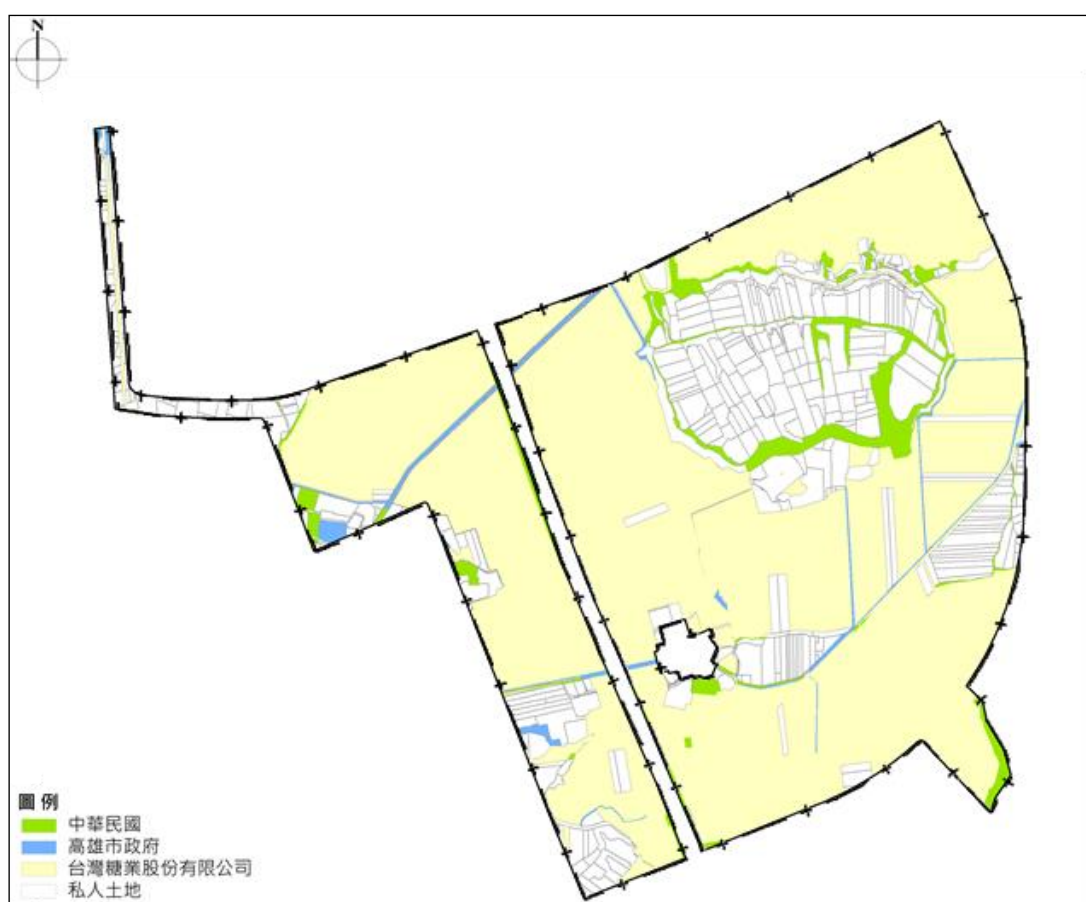 N
圖例
中華民國
高雄市政府
台灣糖業股份有限公司
私人土地